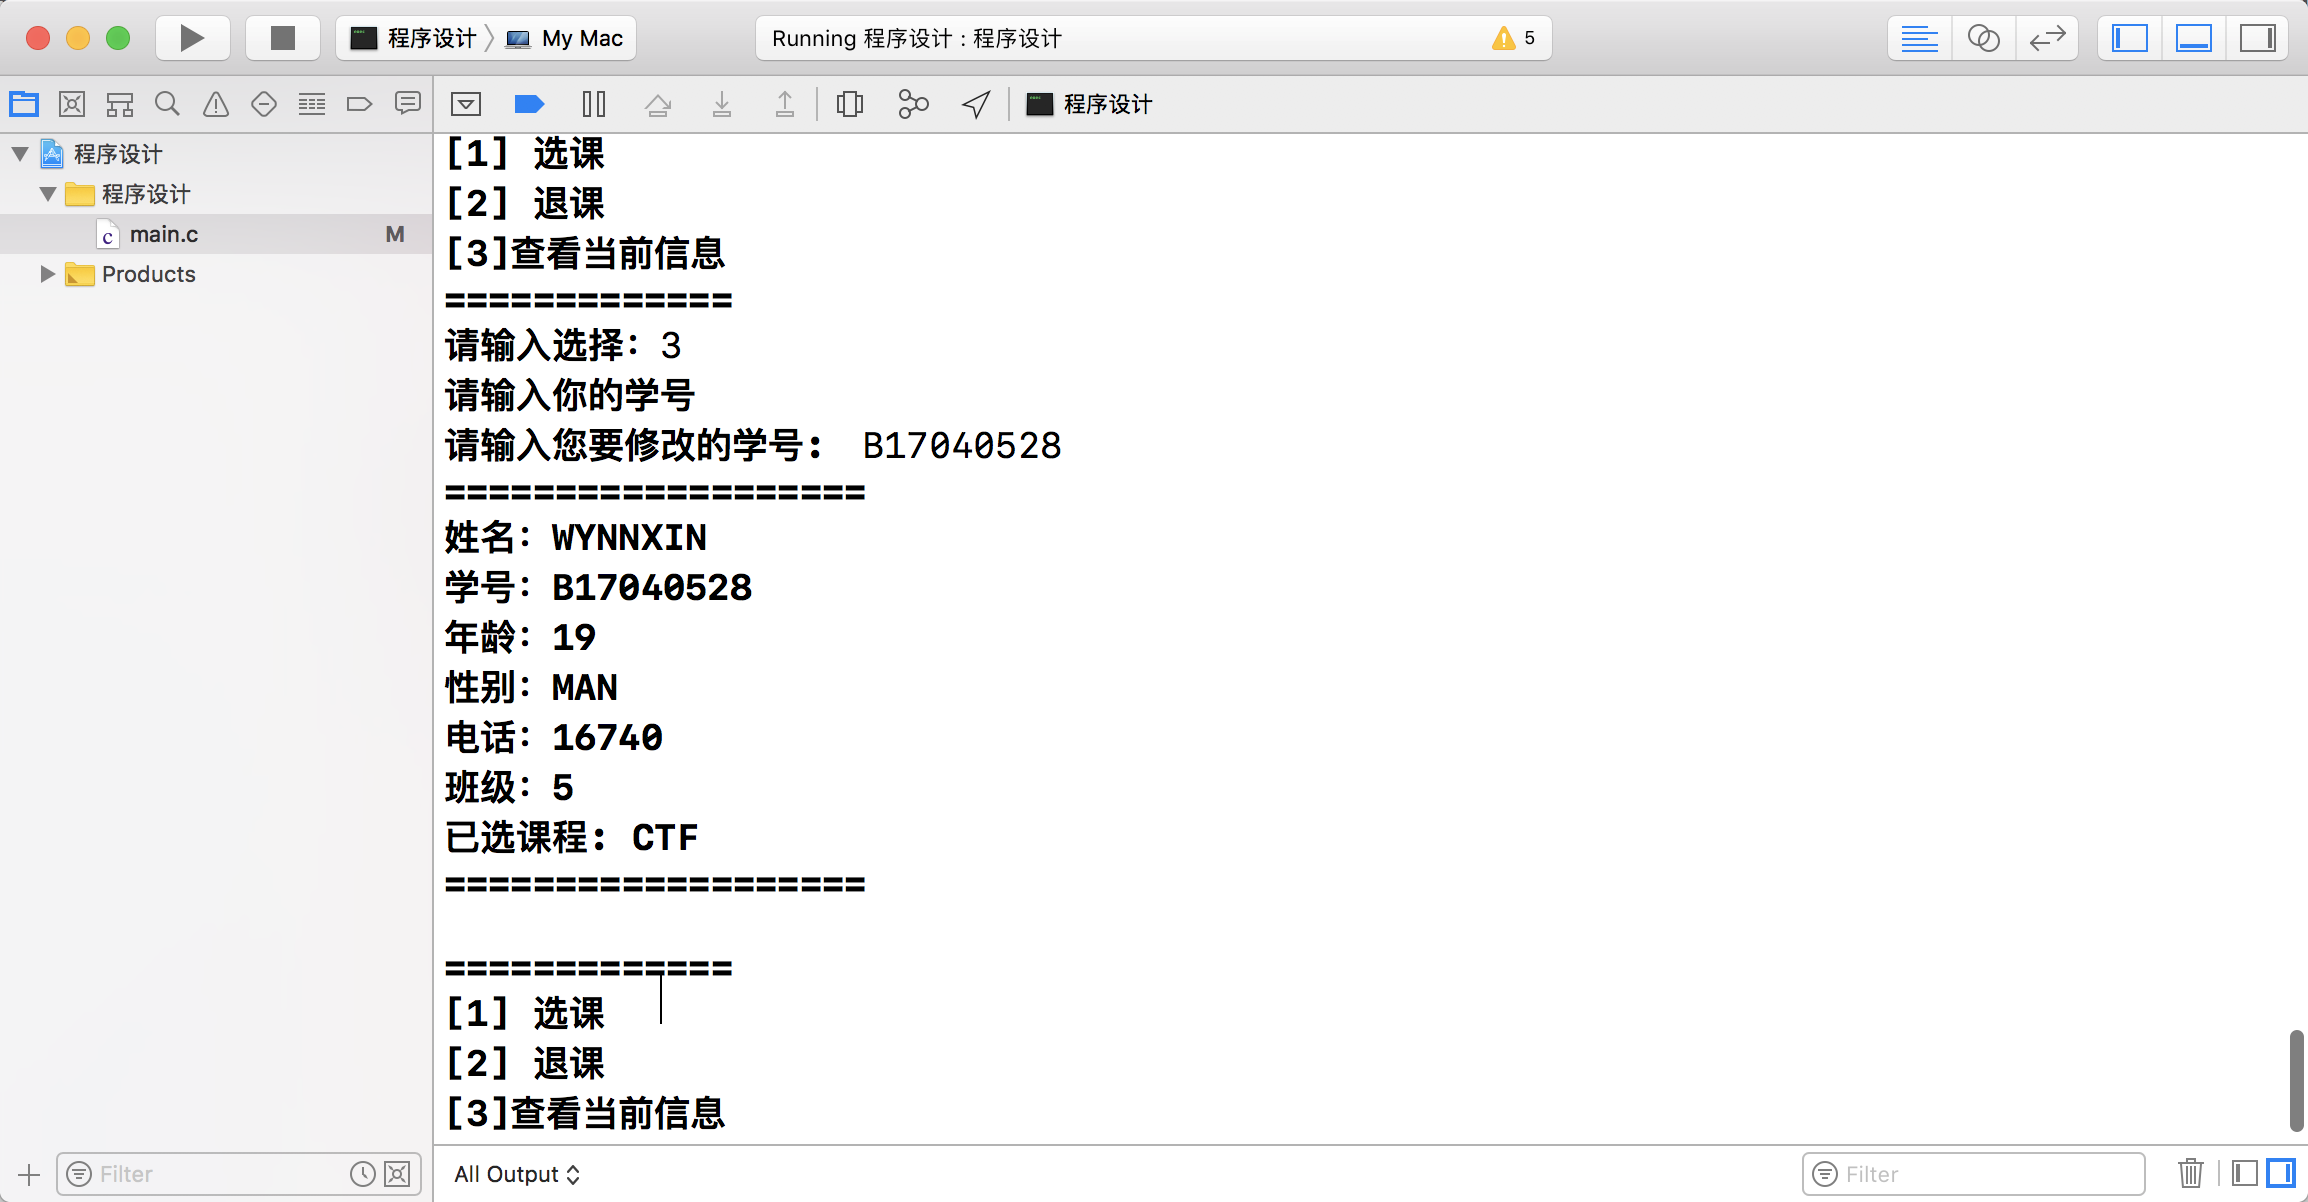 程序设计 My Mac
Running 程序设计 : 程序设计
5
程序设计
程序设计
程序设计
main.c M
Products
[1] 选课
[2] 退课
[3]查看当前信息
=============
请输入选择：3
请输入你的学号
请输入您要修改的学号： B17040528
===================
姓名：WYNNXIN
学号：B17040528
年龄：19
性别：MAN
电话：16740
班级：5
已选课程: CTF
===================
=============
[1] 选课
[2] 退课
[3]查看当前信息
Filter
All Output
Filter